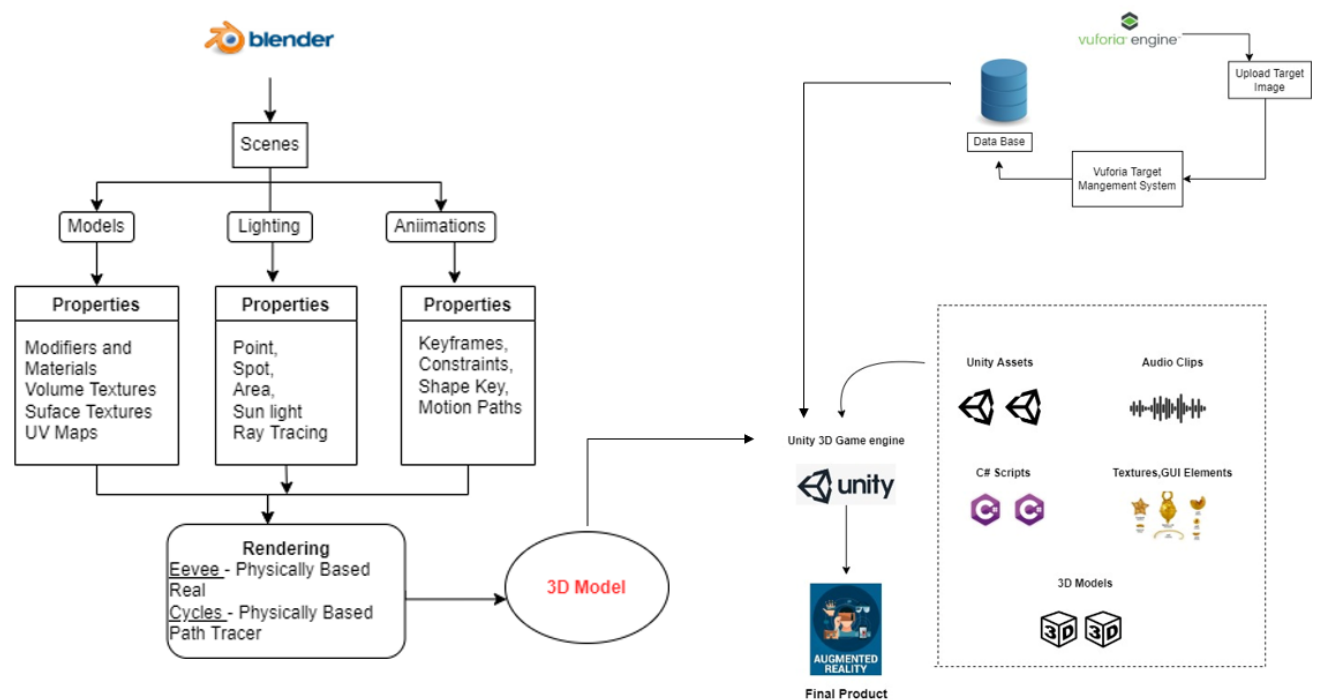 blender
Scenes
Models
Lighting
Aniimations
Properties
Modifiers and
Materials
Volume Textures
Suface Textures
UV Maps
Properties
Point,
Spot,
Area,
Sun light
Ray Tracing
Properties
Keyframes,
Constraints,
Shape Key,
Motion Paths
Rendering
Eevee - Physically Based
Real
Cycles - Physically Based
Path Tracer
3D Model
vuforia engine
Upload Target
Image
Vuforia Target
Mangement System
Data Base
Unity 3D Game engine
unity
Unity Assets
Audio Clips
C# Scripts
Textures,GUI Elements
C#
C#
3D Models
3D
3D
AUGMENTED
REALITY
Final Product